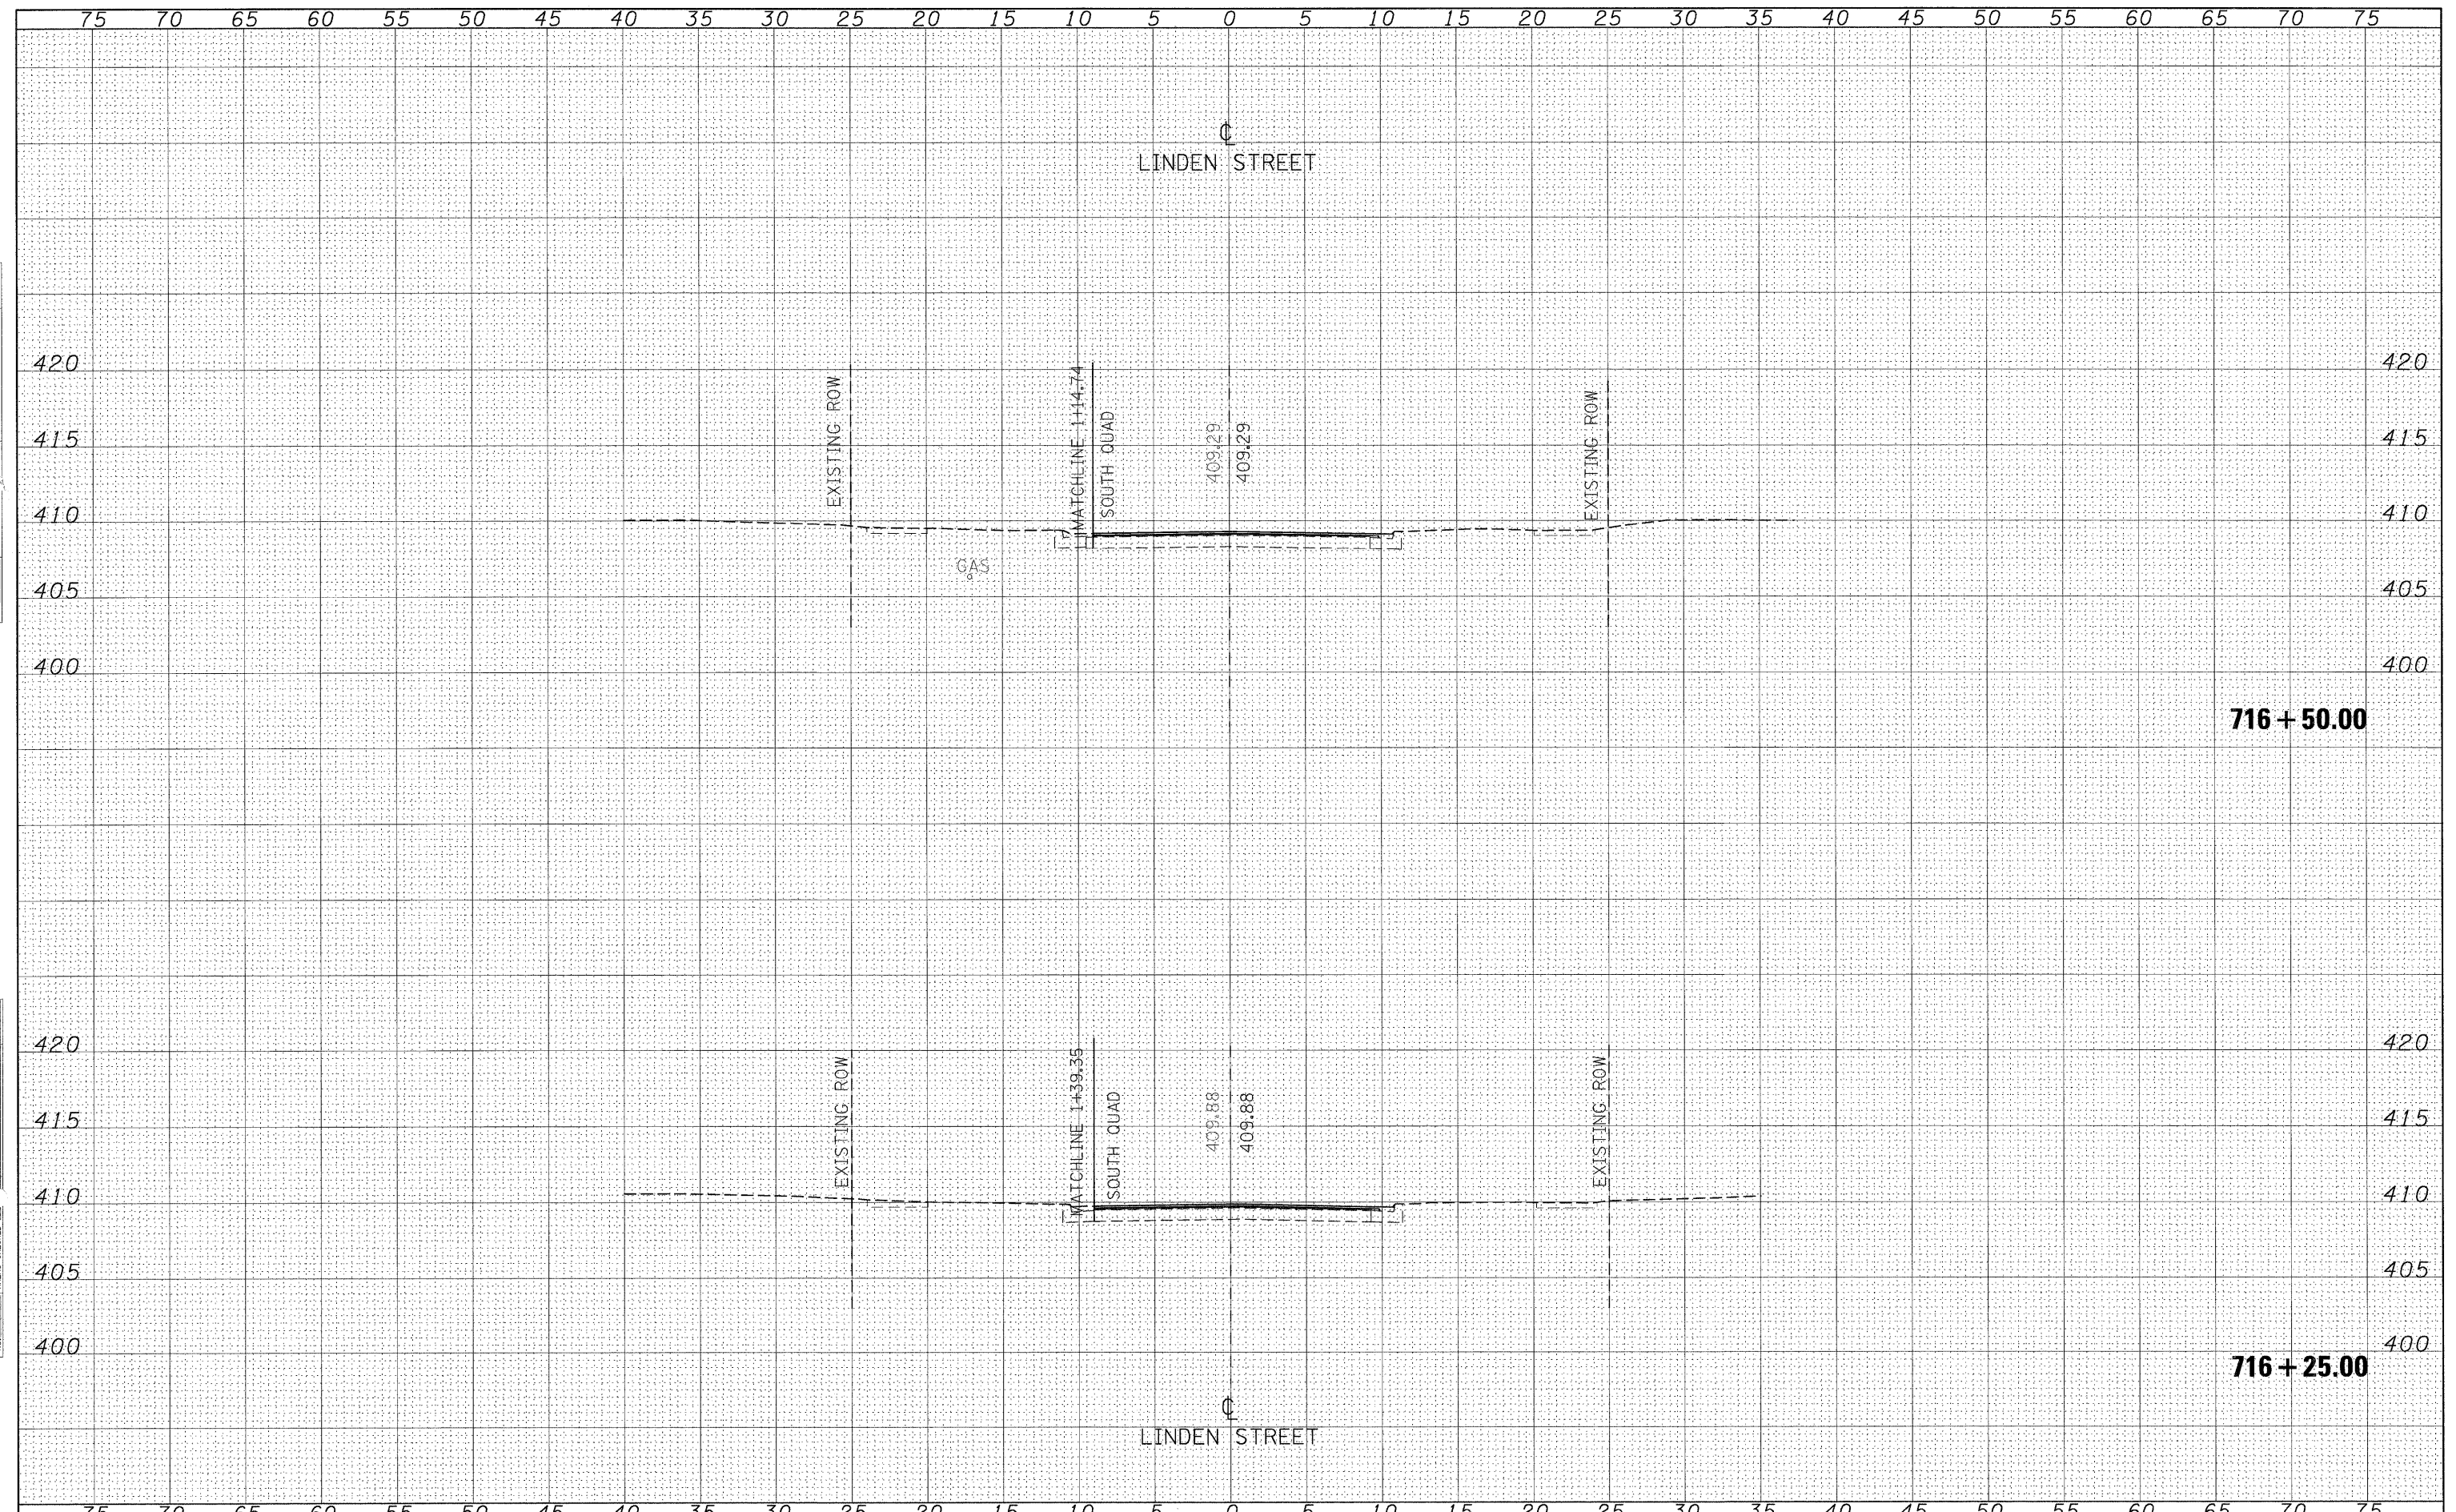 75 70 65 60 55 50 45 40 35 30 25 20 15 10 5 0 5 10 15 20 25 30 35 40 45 50 55 60 65 70 75
℄
LINDEN STREET
420 420
415 415
410 410
405 405
400 400
EXISTING ROW
MATCHLINE 1+14.74
SOUTH QUAD
409.29
409.29
EXISTING ROW
GAS
716+50.00
420 420
415 415
410 410
405 405
400 400
EXISTING ROW
MATCHLINE 1+39.35
SOUTH QUAD
409.88
409.88
EXISTING ROW
716+25.00
℄
LINDEN STREET
75 70 65 60 55 50 45 40 35 30 25 20 15 10 5 0 5 10 15 20 25 30 35 40 45 50 55 60 65 70 75